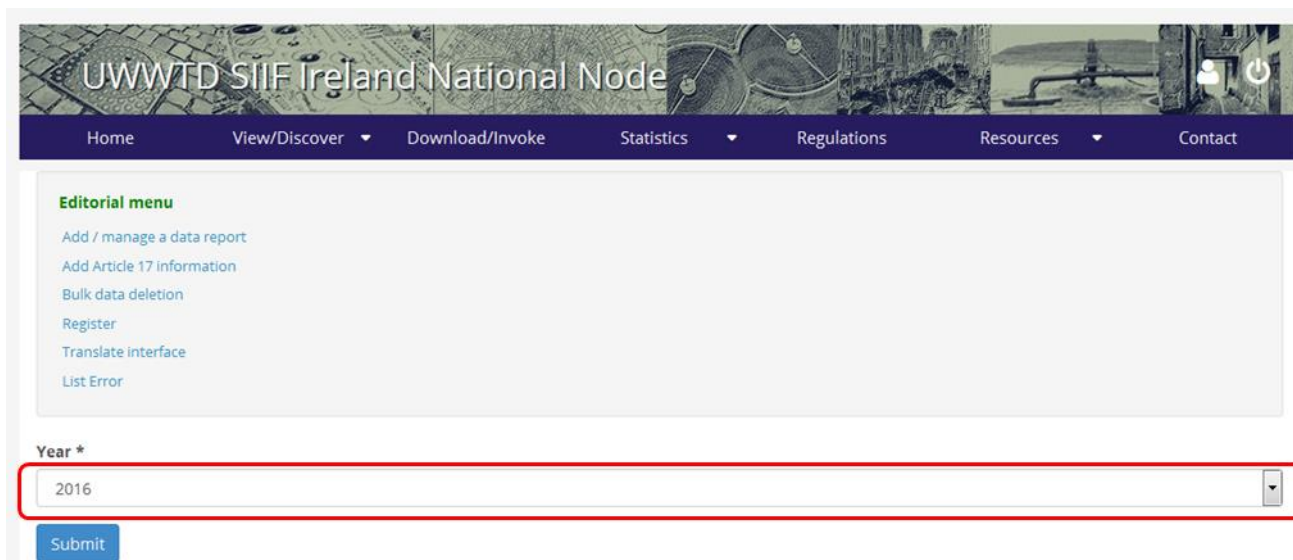 UWWTD SIIF Ireland National Node
Home View/Discover Download/Invoke Statistics Regulations Resources Contact
Editorial menu
Add / manage a data report
Add Article 17 information
Bulk data deletion
Register
Translate interface
List Error
Year *
2016
Submit